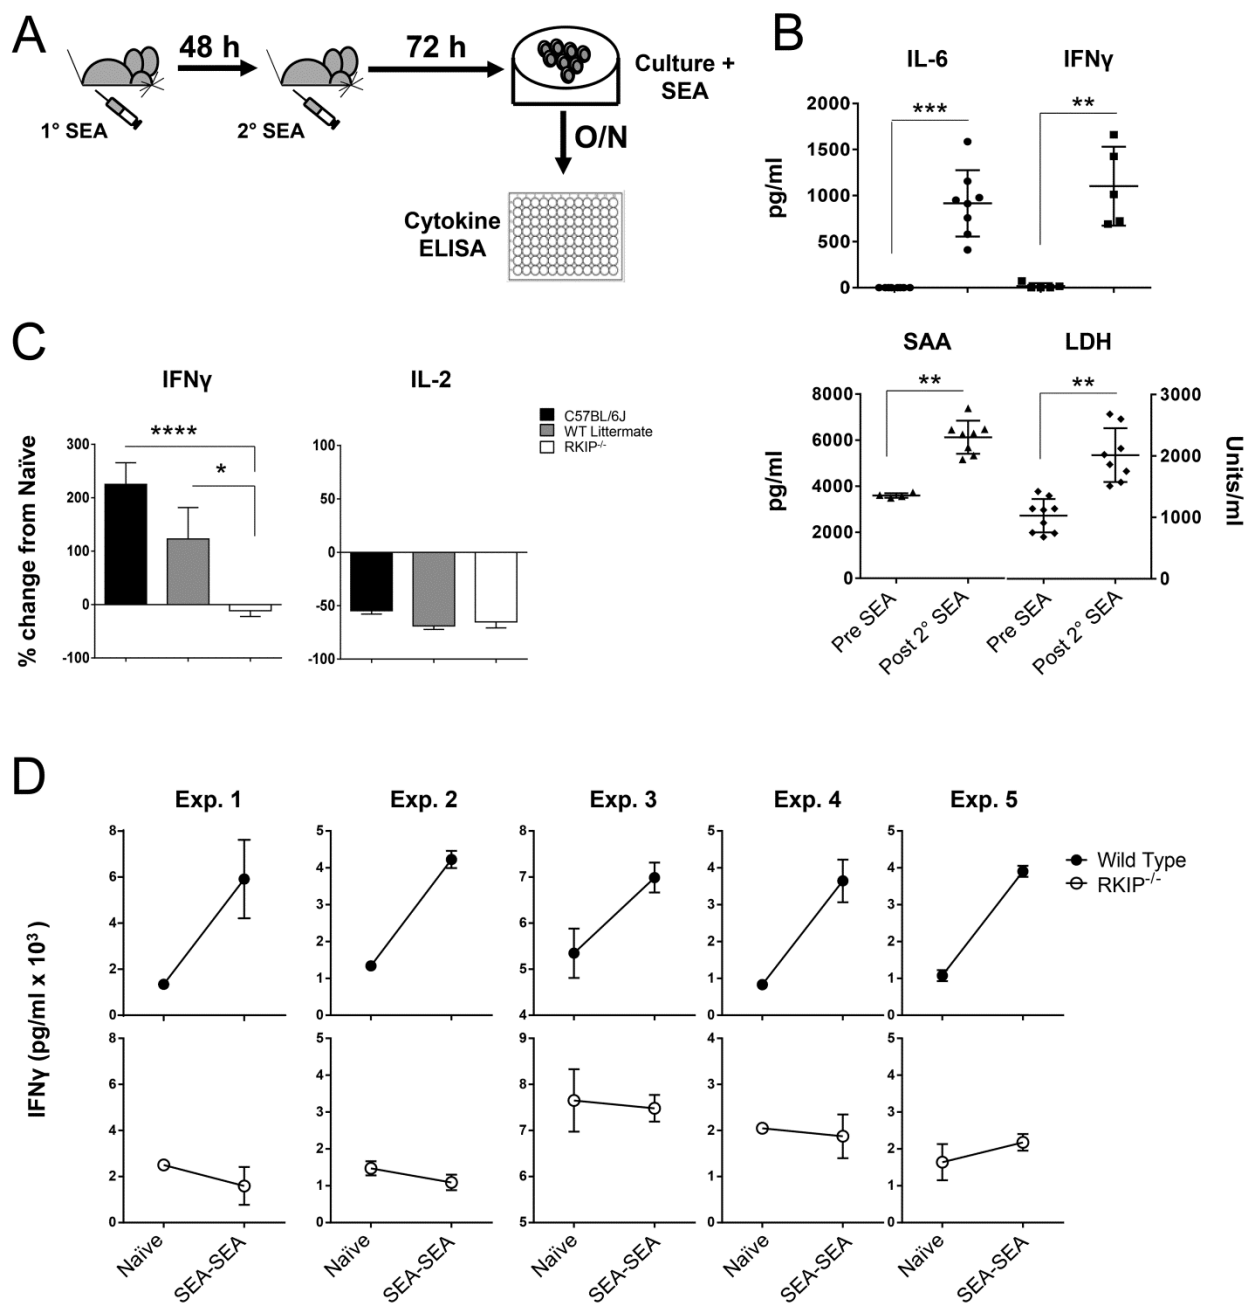 A
48 h
72 h
1° SEA
2° SEA
Culture +
SEA
O/N
Cytokine
ELISA
B
IL-6
IFNγ
pg/ml
2000
1500
1000
500
0
***
**
SAA
LDH
pg/ml
8000
6000
4000
2000
0
**
**
3000
2000
1000
0
Units/ml
Pre SEA
Post 2° SEA
Pre SEA
Post 2° SEA
C
IFNγ
IL-2
C57BL/6J
WT Littermate
RKIP-/-
% change from Naïve
300
200
100
0
-100
****
*
100
50
0
-50
-100
D
Exp. 1
Exp. 2
Exp. 3
Exp. 4
Exp. 5
Wild Type
RKIP-/-
IFNγ (pg/ml x 10³)
8
6
4
2
0
5
4
3
2
1
0
8
7
6
5
4
5
4
3
2
1
0
5
4
3
2
1
0
8
6
4
2
0
5
4
3
2
1
0
9
8
7
6
5
4
3
2
1
0
5
4
3
2
1
0
Naïve
SEA-SEA
Naïve
SEA-SEA
Naïve
SEA-SEA
Naïve
SEA-SEA
Naïve
SEA-SEA